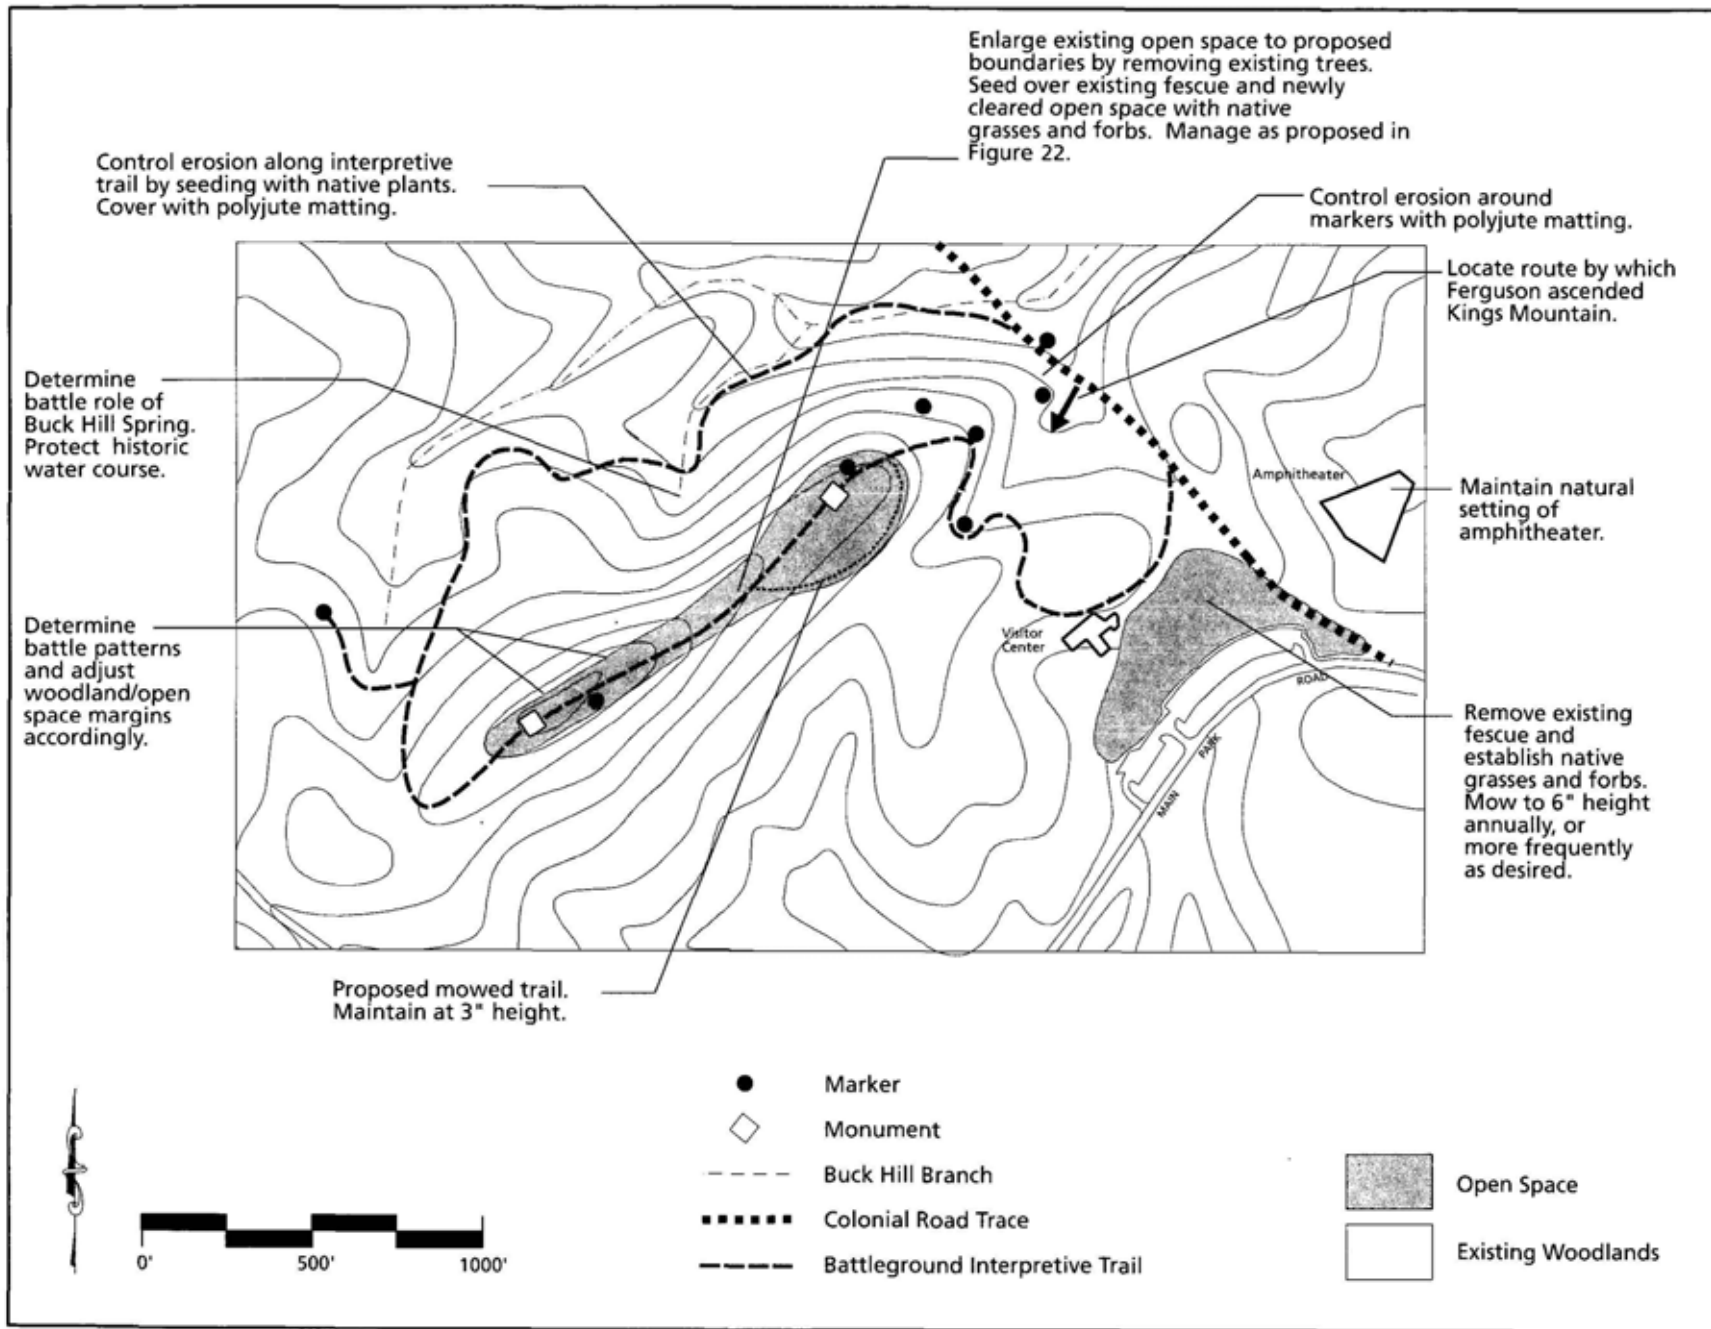 Enlarge existing open space to proposed
boundaries by removing existing trees.
Seed over existing fescue and newly
cleared open space with native
grasses and forbs. Manage as proposed in
Figure 22.
Control erosion along interpretive
trail by seeding with native plants.
Cover with polyjute matting.
Control erosion around
markers with polyjute matting.
Locate route by which
Ferguson ascended
Kings Mountain.
Determine
battle role of
Buck Hill Spring.
Protect historic
water course.
Amphitheater
Maintain natural
setting of
amphitheater.
Determine
battle patterns
and adjust
woodland/open
space margins
accordingly.
Visitor
Center
MAIN
PARK
ROAD
Remove existing
fescue and
establish native
grasses and forbs.
Mow to 6" height
annually, or
more frequently
as desired.
Proposed mowed trail.
Maintain at 3" height.
Marker
Monument
Buck Hill Branch
Colonial Road Trace
Battleground Interpretive Trail
Open Space
Existing Woodlands
0' 500' 1000'